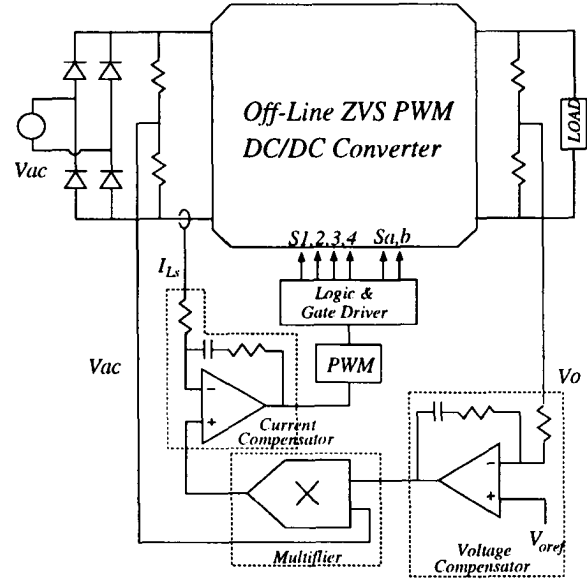 Off-Line ZVS PWM
DC/DC Converter
LOAD
Vac
S1,2,3,4 Sa,b
I_Ls
Logic &
Gate Driver
Vac
PWM
Vo
Current
Compensator
×
Multiflier
V_oref
Voltage
Compensator